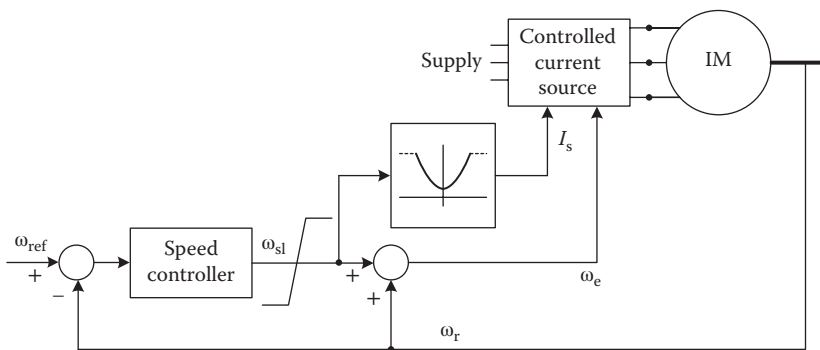 Controlled
current
source
IM
Supply
I_s
ω_ref
+
−
Speed
controller
ω_sl
+
+
ω_e
ω_r